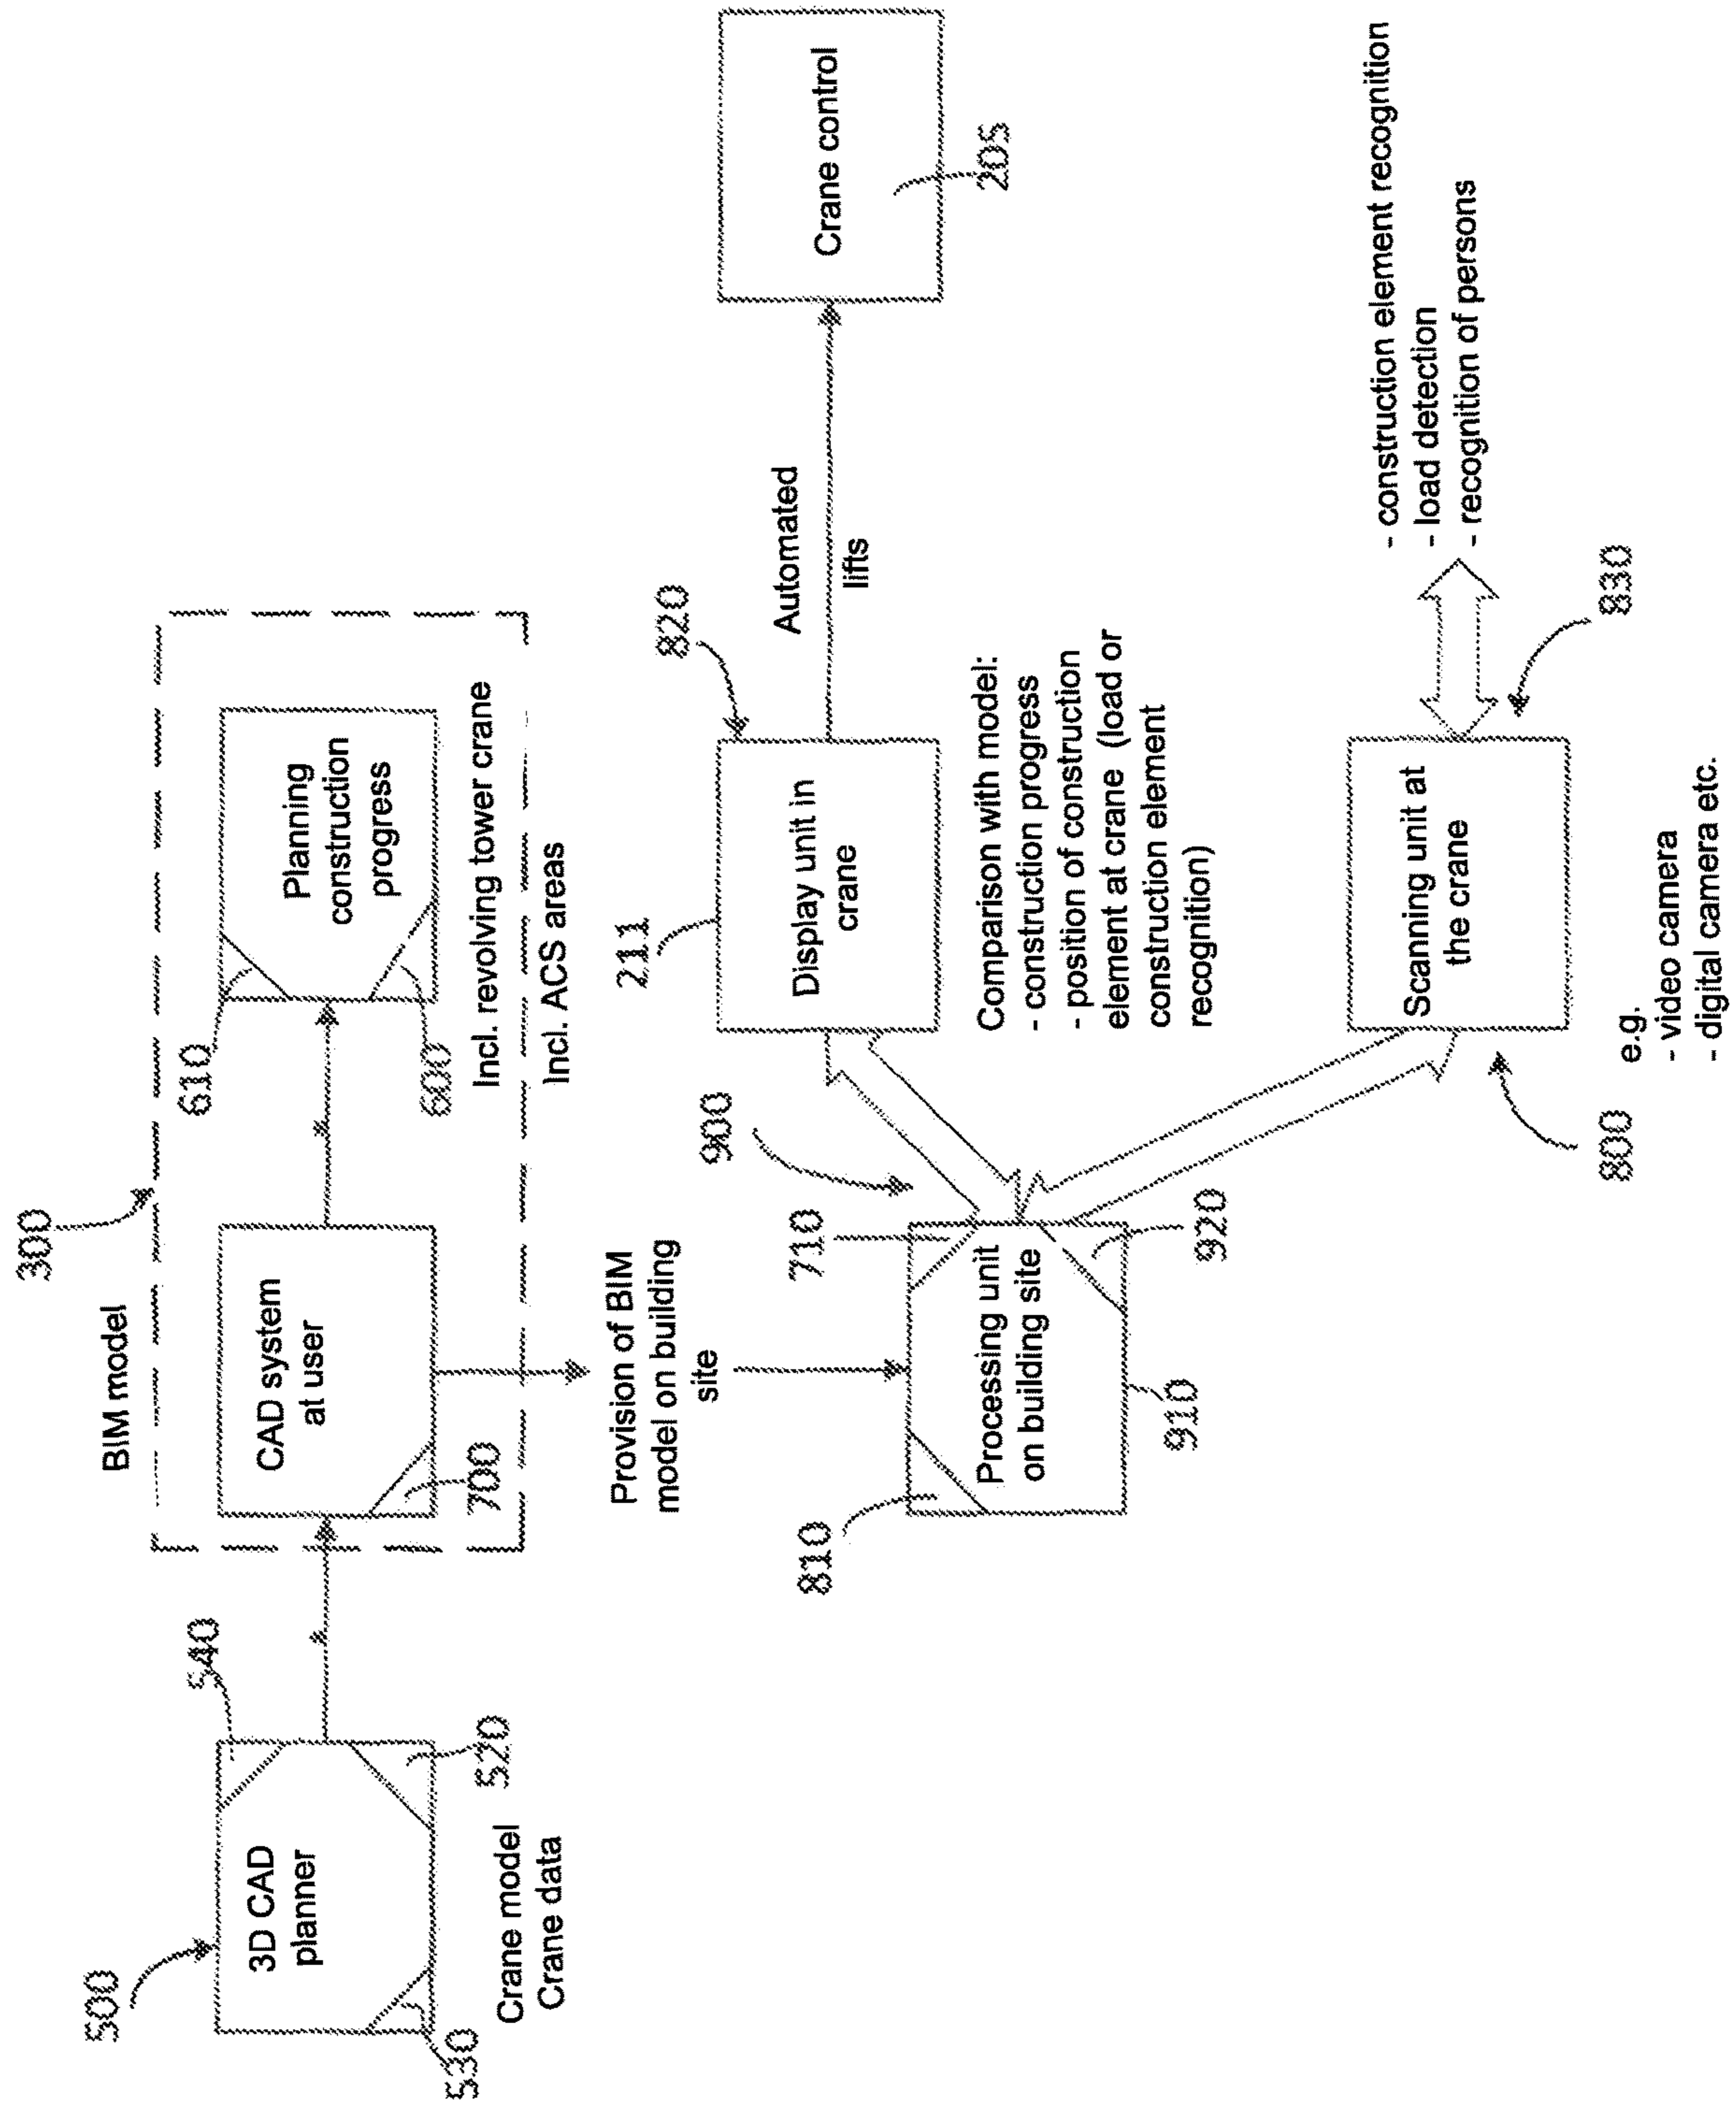 500
3D CAD
planner
530
540
520
Crane model
Crane data
BIM model
300
CAD system
at user
700
610
Planning
construction
progress
600
Incl. revolving tower crane
Incl. ACS areas
Provision of BIM
model on building
site
810
710
Processing unit
on building site
910
920
900
211
820
Display unit in
crane
Automated
lifts
Crane control
205
Comparison with model:
- construction progress
- position of construction
element at crane (load or
construction element
recognition)
Scanning unit at
the crane
800
830
e.g.
- video camera
- digital camera etc.
- construction element recognition
- load detection
- recognition of persons